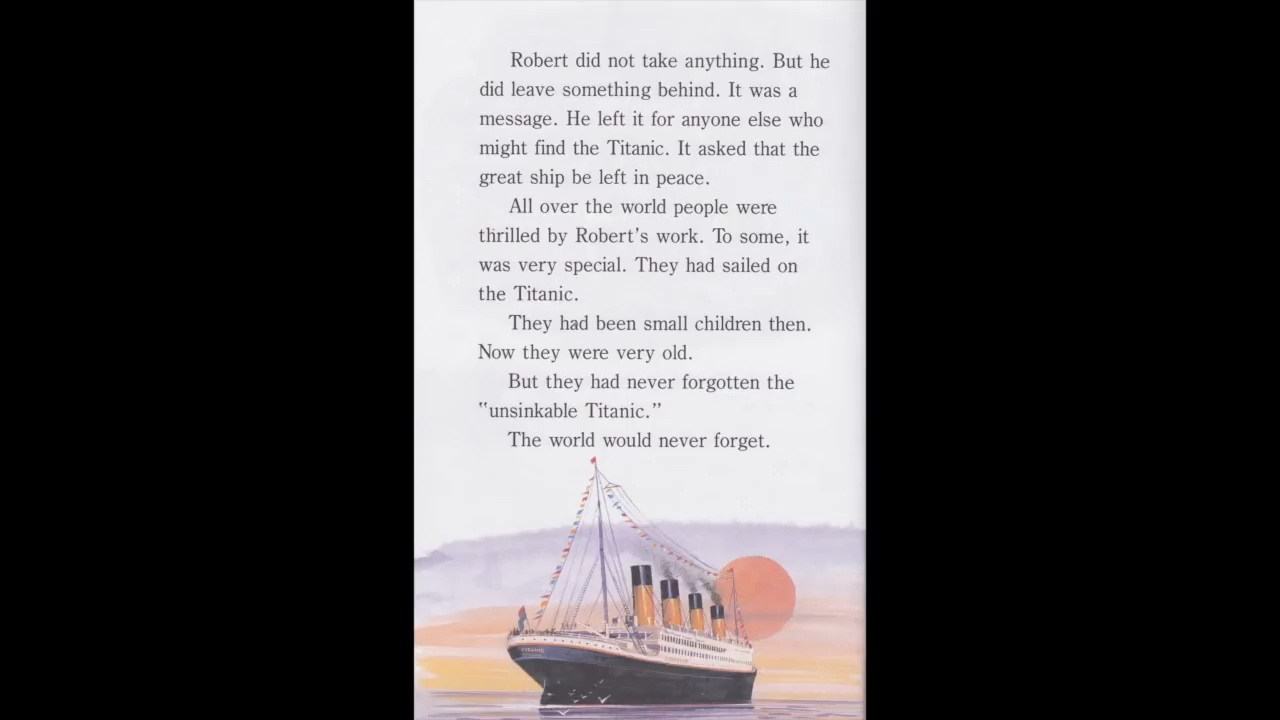 Robert did not take anything. But he
did leave something behind. It was a
message. He left it for anyone else who
might find the Titanic. It asked that the
great ship be left in peace.
All over the world people were
thrilled by Robert's work. To some, it
was very special. They had sailed on
the Titanic.
They had been small children then.
Now they were very old.
But they had never forgotten the
"unsinkable Titanic."
The world would never forget.